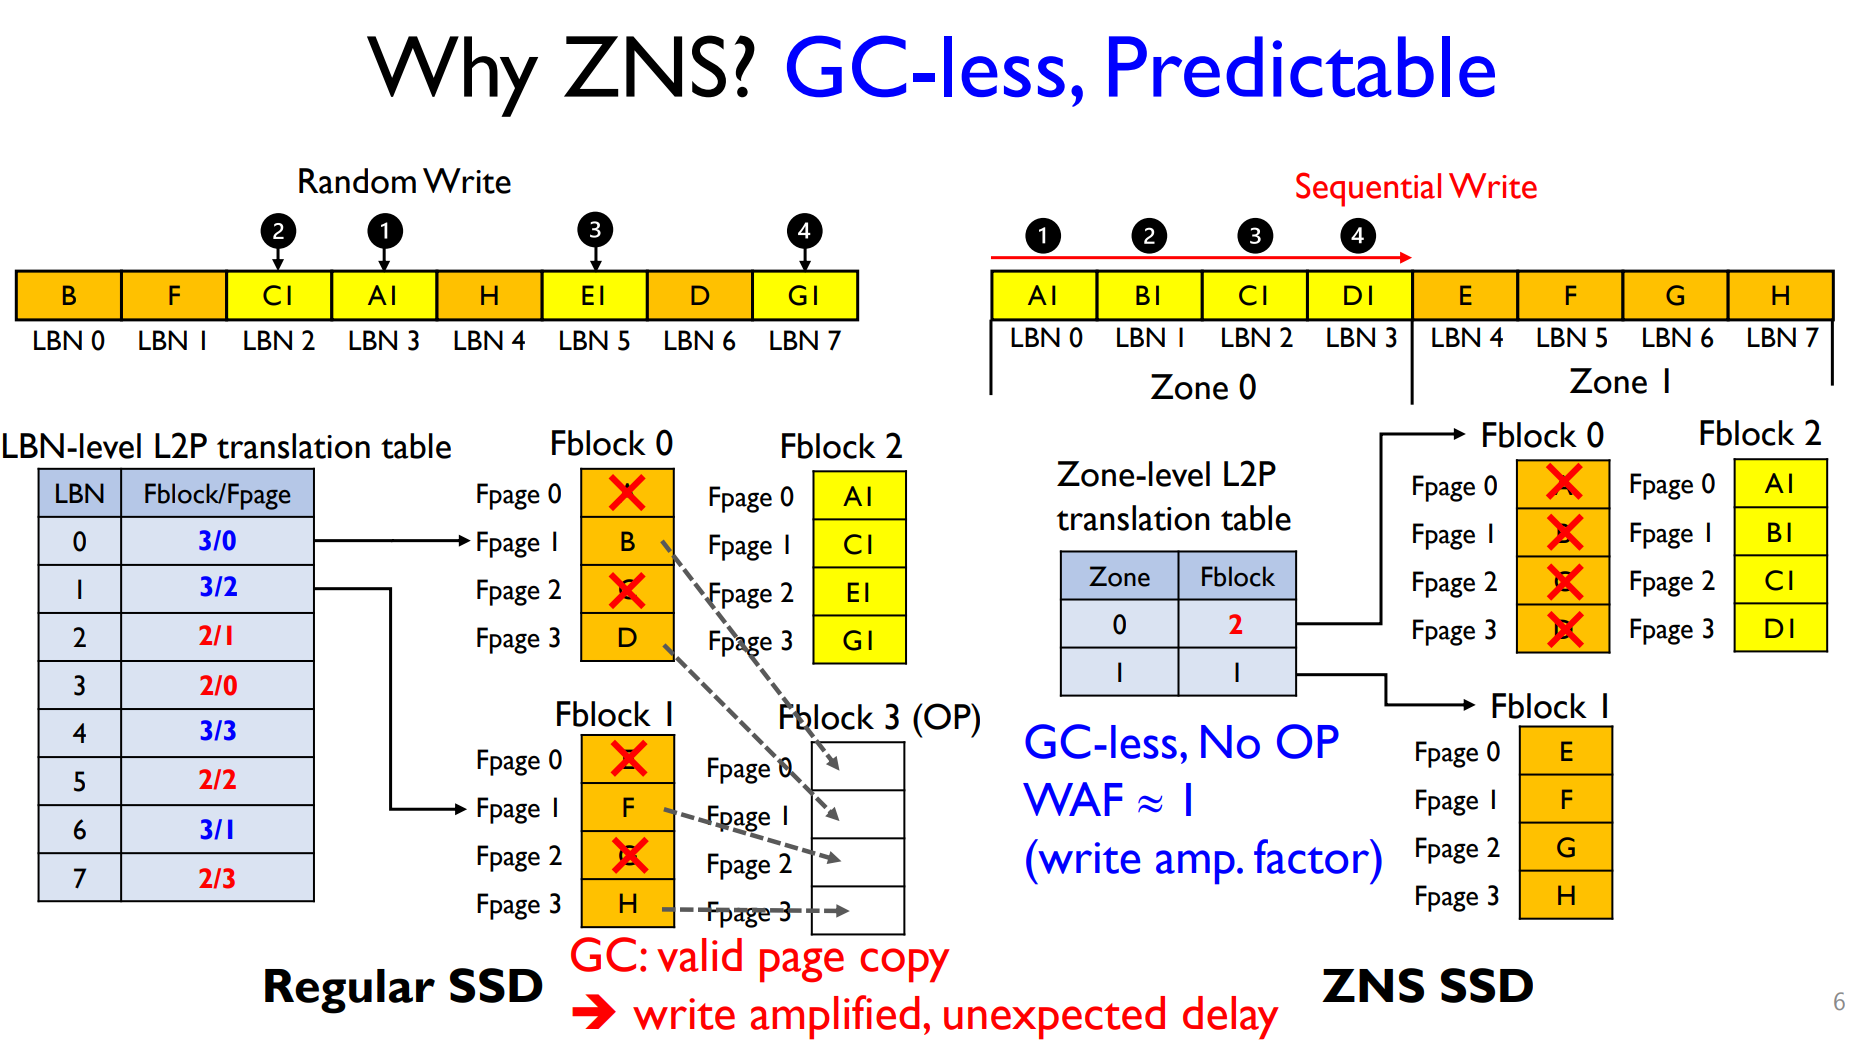 Why ZNS? GC-less, Predictable
Random Write
2 1 3 4
B F C1 A1 H E1 D G1
LBN 0 LBN 1 LBN 2 LBN 3 LBN 4 LBN 5 LBN 6 LBN 7
LBN-level L2P translation table
LBN Fblock/Fpage
0 3/0
1 3/2
2 2/1
3 2/0
4 3/3
5 2/2
6 3/1
7 2/3
Fblock 0
Fpage 0
Fpage 1 B
Fpage 2
Fpage 3 D
Fblock 2
Fpage 0 A1
Fpage 1 C1
Fpage 2 E1
Fpage 3 G1
Fblock 1
Fpage 0
Fpage 1 F
Fpage 2
Fpage 3 H
Fblock 3 (OP)
Fpage 0
Fpage 1
Fpage 2
Fpage 3
GC: valid page copy
➔ write amplified, unexpected delay
Regular SSD
Sequential Write
1 2 3 4
A1 B1 C1 D1 E F G H
LBN 0 LBN 1 LBN 2 LBN 3 LBN 4 LBN 5 LBN 6 LBN 7
Zone 0 Zone 1
Zone-level L2P
translation table
Zone Fblock
0 2
1 1
Fblock 0
Fpage 0
Fpage 1
Fpage 2
Fpage 3
Fblock 2
Fpage 0 A1
Fpage 1 B1
Fpage 2 C1
Fpage 3 D1
Fblock 1
Fpage 0 E
Fpage 1 F
Fpage 2 G
Fpage 3 H
GC-less, No OP
WAF ≈ 1
(write amp. factor)
ZNS SSD
6